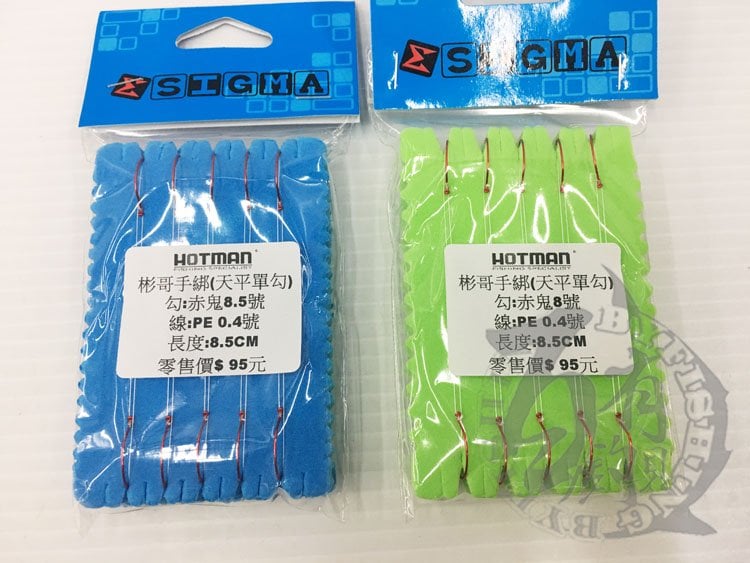 SIGMA
HOTMAN
FISHING SPECIALIST
彬哥手綁(天平單勾)
勾:赤鬼8.5號
線:PE 0.4號
長度:8.5CM
零售價$ 95元
SIGMA
HOTMAN
FISHING SPECIALIST
彬哥手綁(天平單勾)
勾:赤鬼8號
線:PE 0.4號
長度:8.5CM
零售價$ 95元
BXFISHING